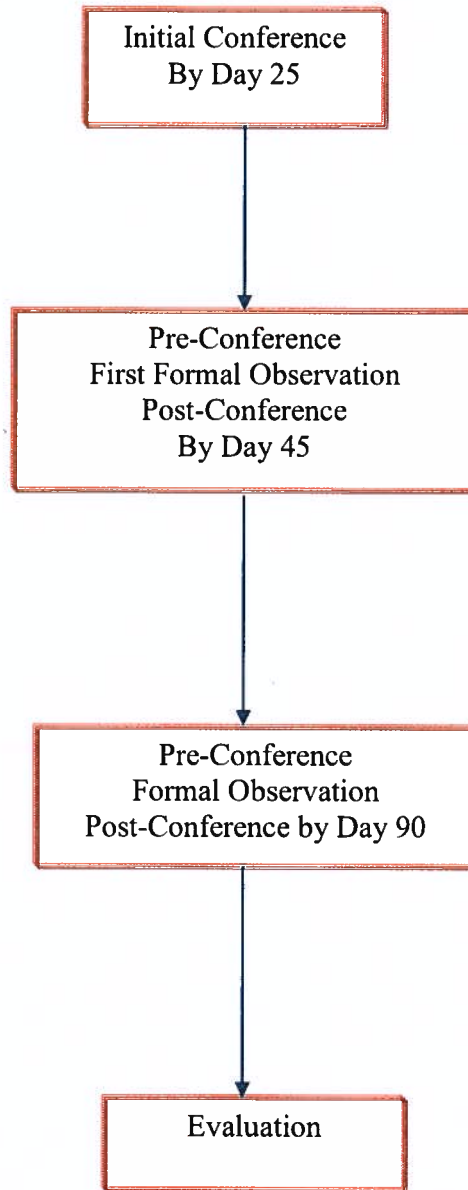 Initial Conference
By Day 25
Pre-Conference
First Formal Observation
Post-Conference
By Day 45
Pre-Conference
Formal Observation
Post-Conference by Day 90
Evaluation